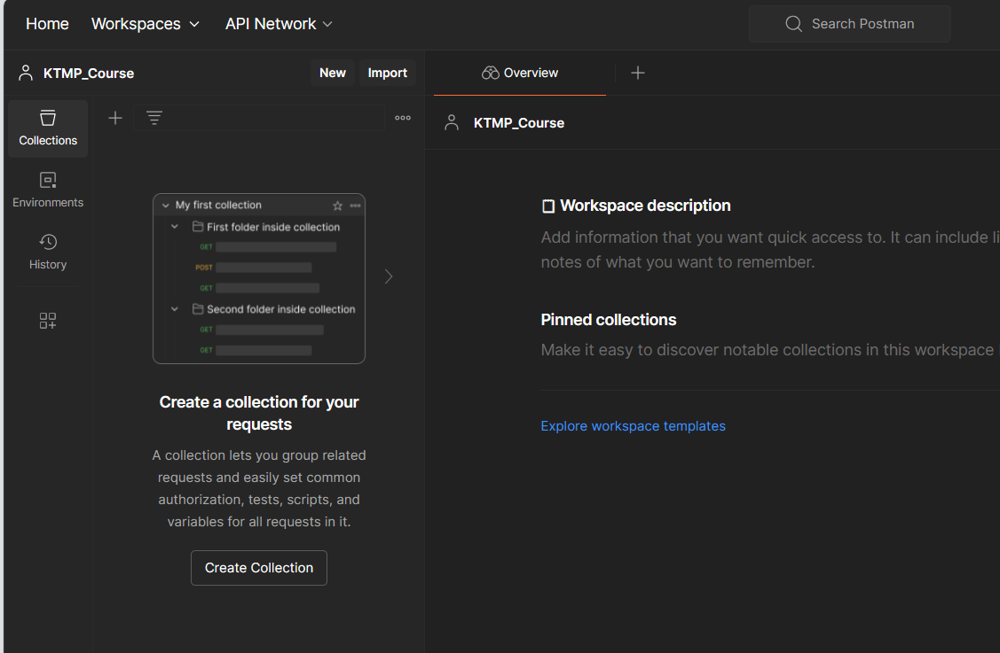 Home Workspaces API Network Search Postman
KTMP_Course New Import Overview
KTMP_Course
Collections
Environments
History
My first collection
First folder inside collection
GET
POST
GET
Second folder inside collection
GET
GET
Create a collection for your
requests
A collection lets you group related
requests and easily set common
authorization, tests, scripts, and
variables for all requests in it.
Create Collection
Workspace description
Add information that you want quick access to. It can include li
notes of what you want to remember.
Pinned collections
Make it easy to discover notable collections in this workspace
Explore workspace templates